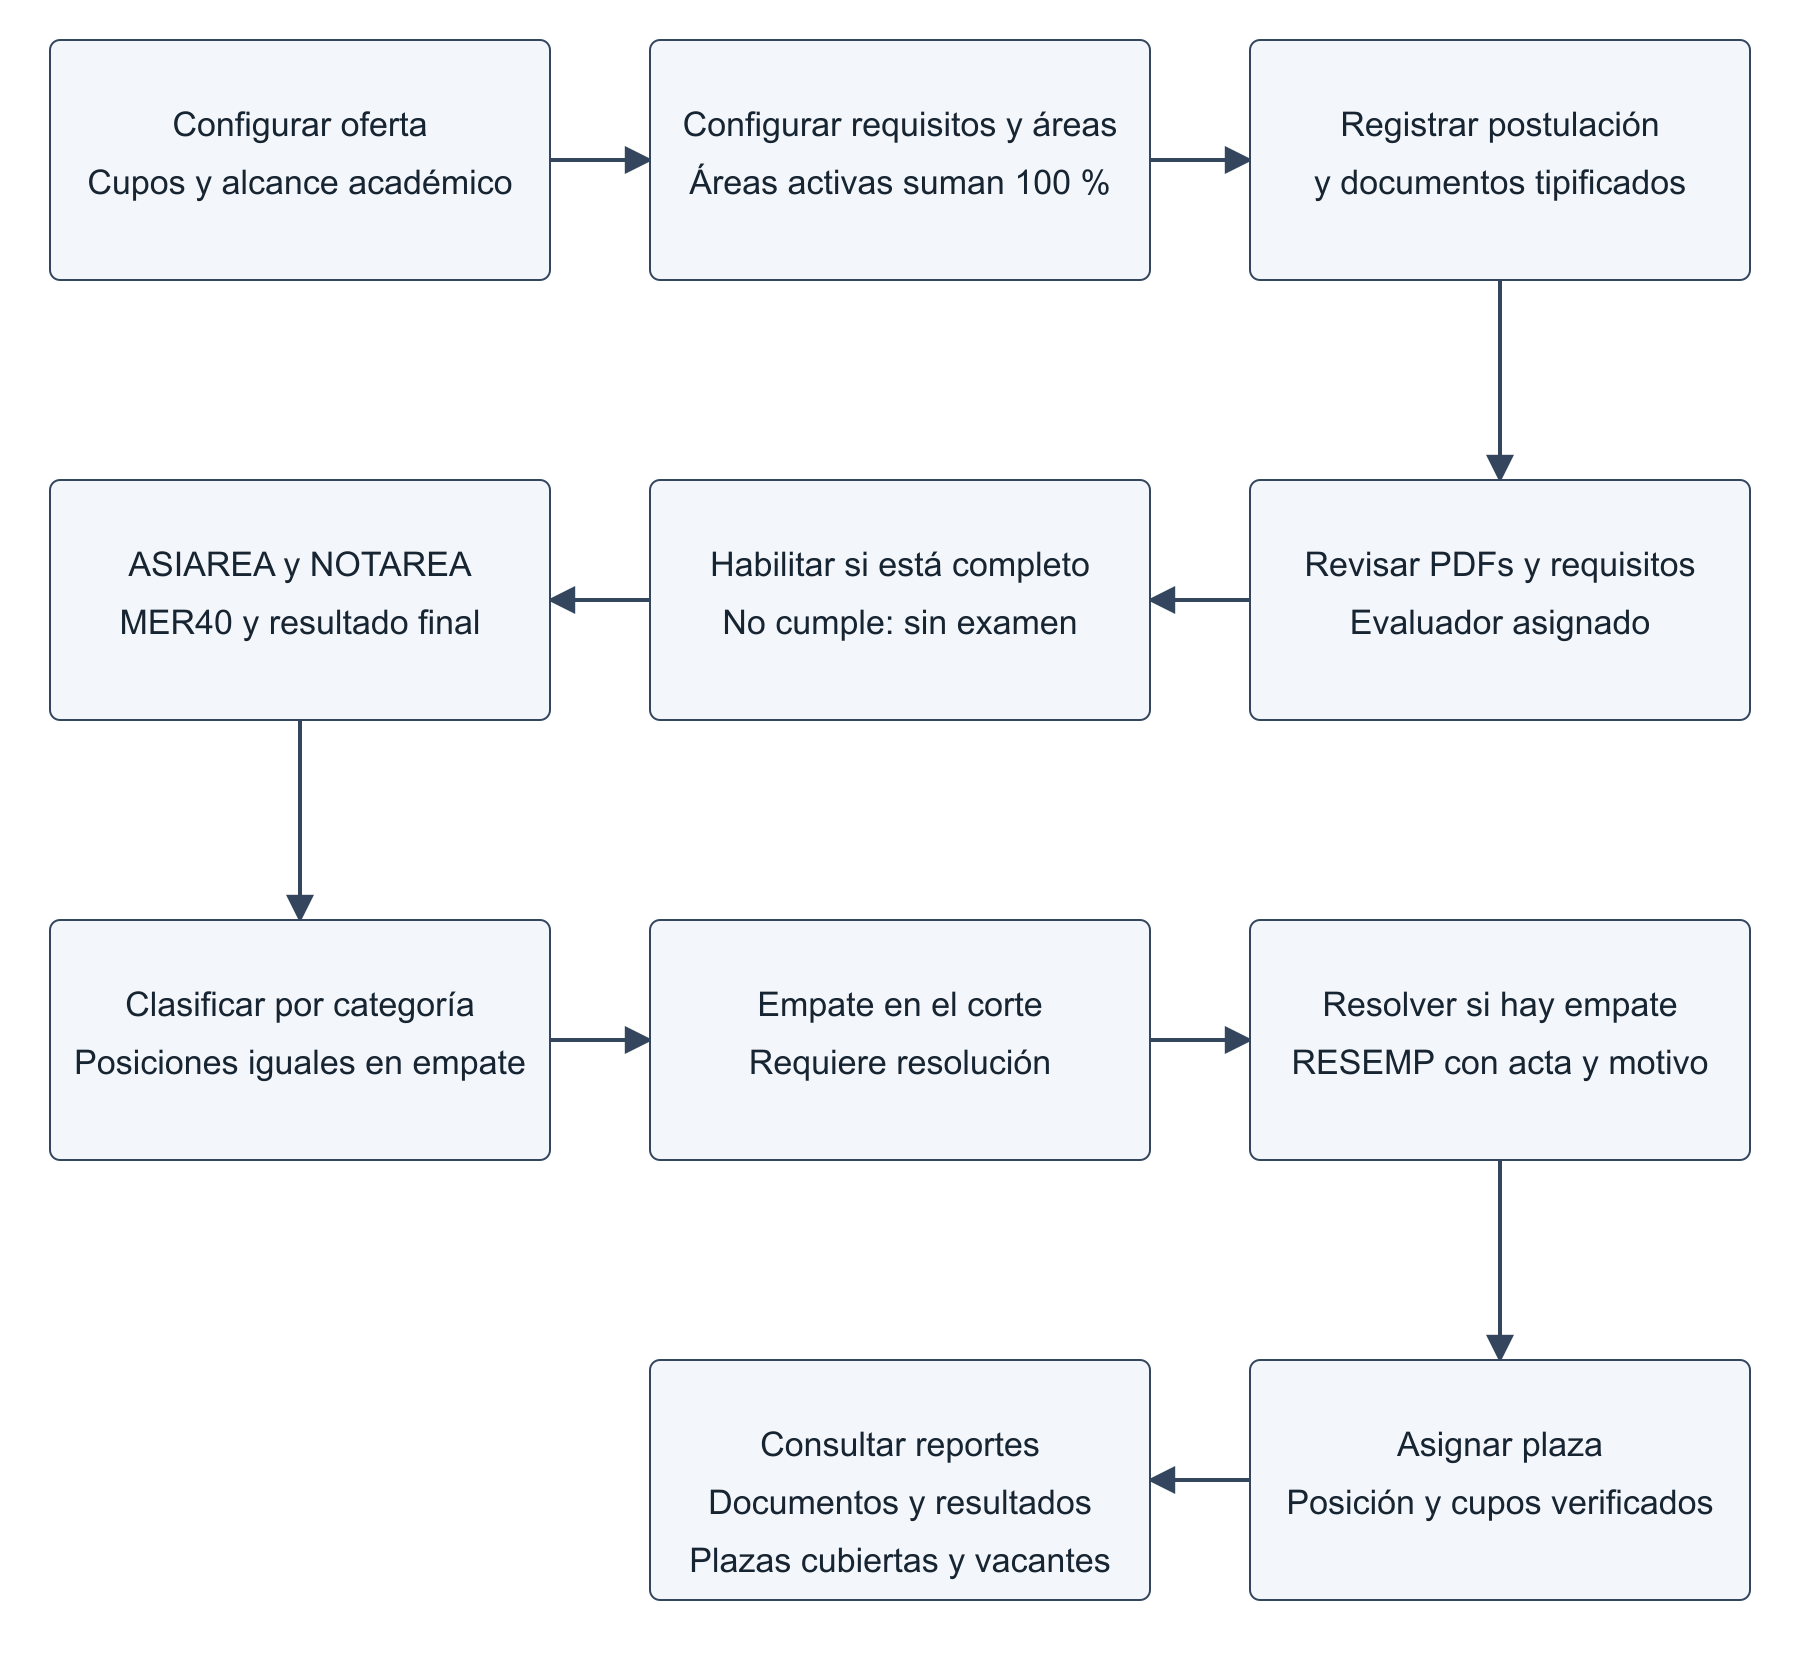 Configurar oferta
Cupos y alcance académico
Configurar requisitos y áreas
Áreas activas suman 100 %
Registrar postulación
y documentos tipificados
Revisar PDFs y requisitos
Evaluador asignado
Habilitar si está completo
No cumple: sin examen
ASIAREA y NOTAREA
MER40 y resultado final
Clasificar por categoría
Posiciones iguales en empate
Empate en el corte
Requiere resolución
Resolver si hay empate
RESEMP con acta y motivo
Asignar plaza
Posición y cupos verificados
Consultar reportes
Documentos y resultados
Plazas cubiertas y vacantes